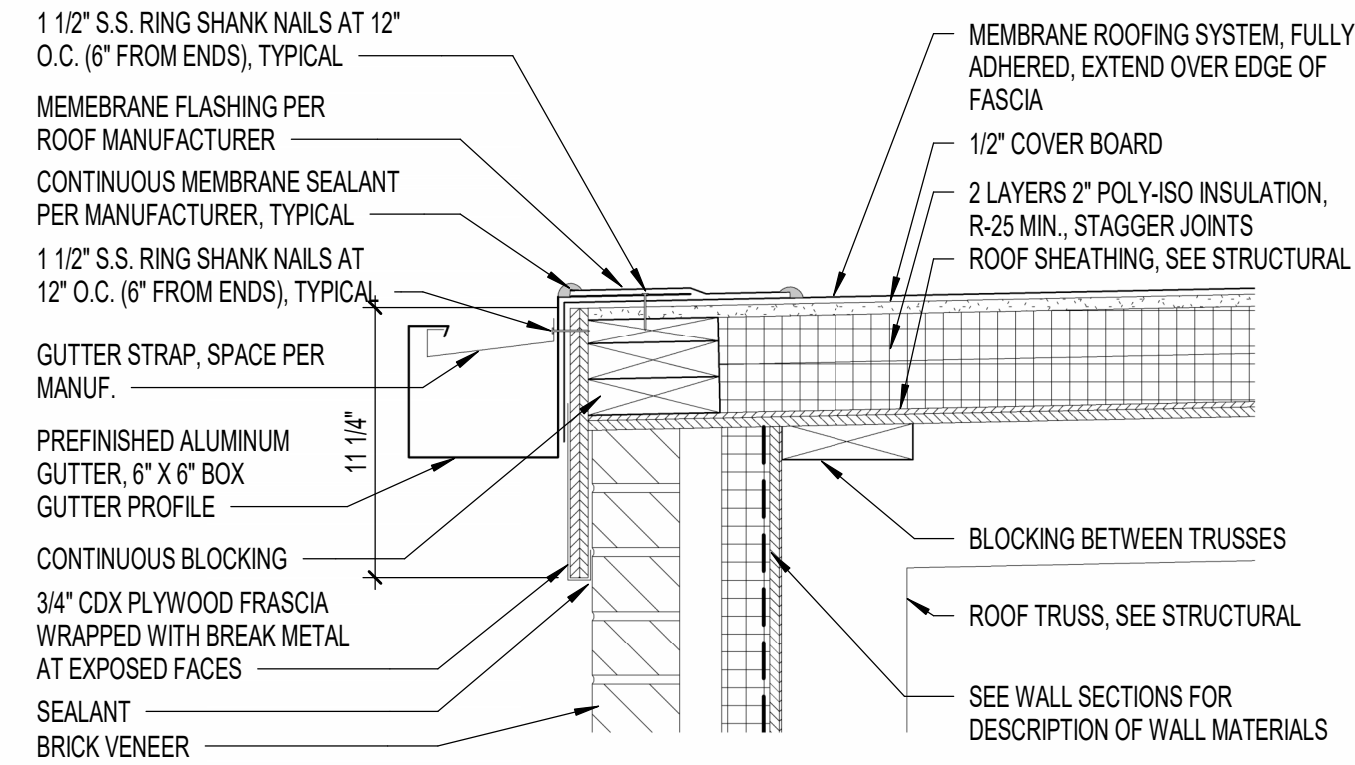 1 1/2" S.S. RING SHANK NAILS AT 12"
O.C. (6" FROM ENDS), TYPICAL
MEMEBRANE FLASHING PER
ROOF MANUFACTURER
CONTINUOUS MEMBRANE SEALANT
PER MANUFACTURER, TYPICAL
1 1/2" S.S. RING SHANK NAILS AT
12" O.C. (6" FROM ENDS), TYPICAL
GUTTER STRAP, SPACE PER
MANUF.
11 1/4"
PREFINISHED ALUMINUM
GUTTER, 6" X 6" BOX
GUTTER PROFILE
CONTINUOUS BLOCKING
3/4" CDX PLYWOOD FRASCIA
WRAPPED WITH BREAK METAL
AT EXPOSED FACES
SEALANT
BRICK VENEER
MEMBRANE ROOFING SYSTEM, FULLY
ADHERED, EXTEND OVER EDGE OF
FASCIA
1/2" COVER BOARD
2 LAYERS 2" POLY-ISO INSULATION,
R-25 MIN., STAGGER JOINTS
ROOF SHEATHING, SEE STRUCTURAL
BLOCKING BETWEEN TRUSSES
ROOF TRUSS, SEE STRUCTURAL
SEE WALL SECTIONS FOR
DESCRIPTION OF WALL MATERIALS